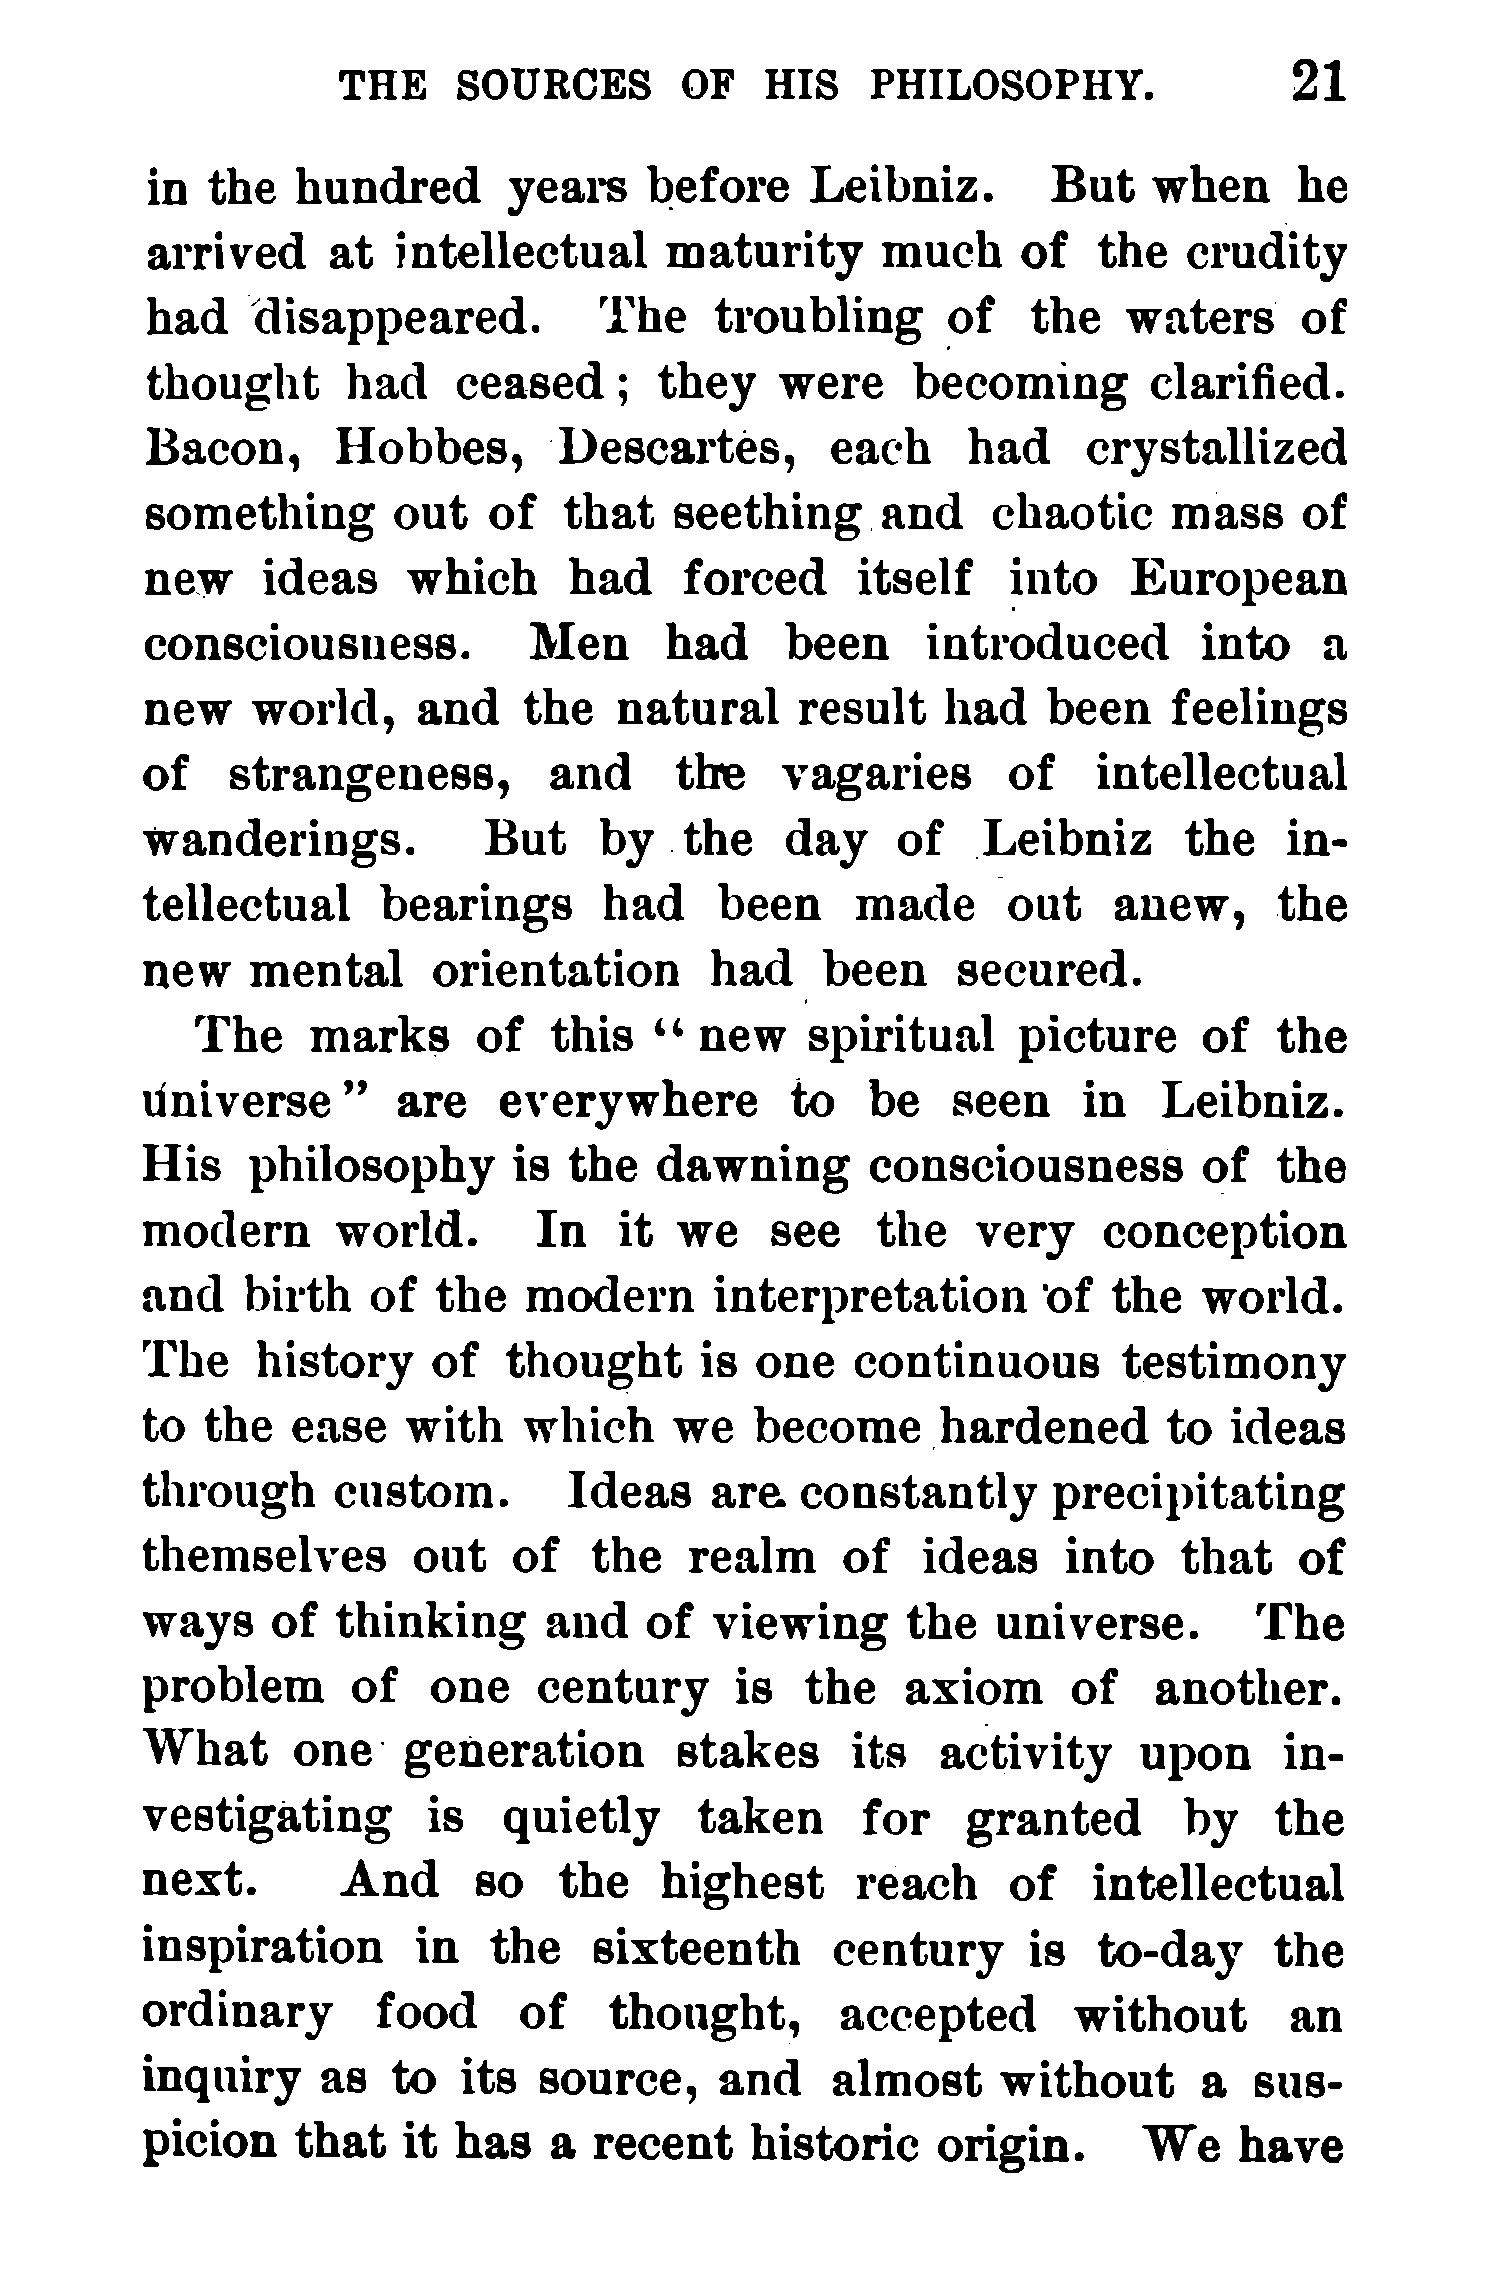 THE SOURCES OF HIS PHILOSOPHY. 21
in the hundred years before Leibniz. But when he
arrived at intellectual maturity much of the crudity
had disappeared. The troubling of the waters of
thought had ceased; they were becoming clarified.
Bacon, Hobbes, Descartes, each had crystallized
something out of that seething and chaotic mass of
new ideas which had forced itself into European
consciousness. Men had been introduced into a
new world, and the natural result had been feelings
of strangeness, and the vagaries of intellectual
wanderings. But by the day of Leibniz the in-
tellectual bearings had been made out anew, the
new mental orientation had been secured.
The marks of this “new spiritual picture of the
universe” are everywhere to be seen in Leibniz.
His philosophy is the dawning consciousness of the
modern world. In it we see the very conception
and birth of the modern interpretation of the world.
The history of thought is one continuous testimony
to the ease with which we become hardened to ideas
through custom. Ideas are constantly precipitating
themselves out of the realm of ideas into that of
ways of thinking and of viewing the universe. The
problem of one century is the axiom of another.
What one generation stakes its activity upon in-
vestigating is quietly taken for granted by the
next. And so the highest reach of intellectual
inspiration in the sixteenth century is to-day the
ordinary food of thought, accepted without an
inquiry as to its source, and almost without a sus-
picion that it has a recent historic origin. We have